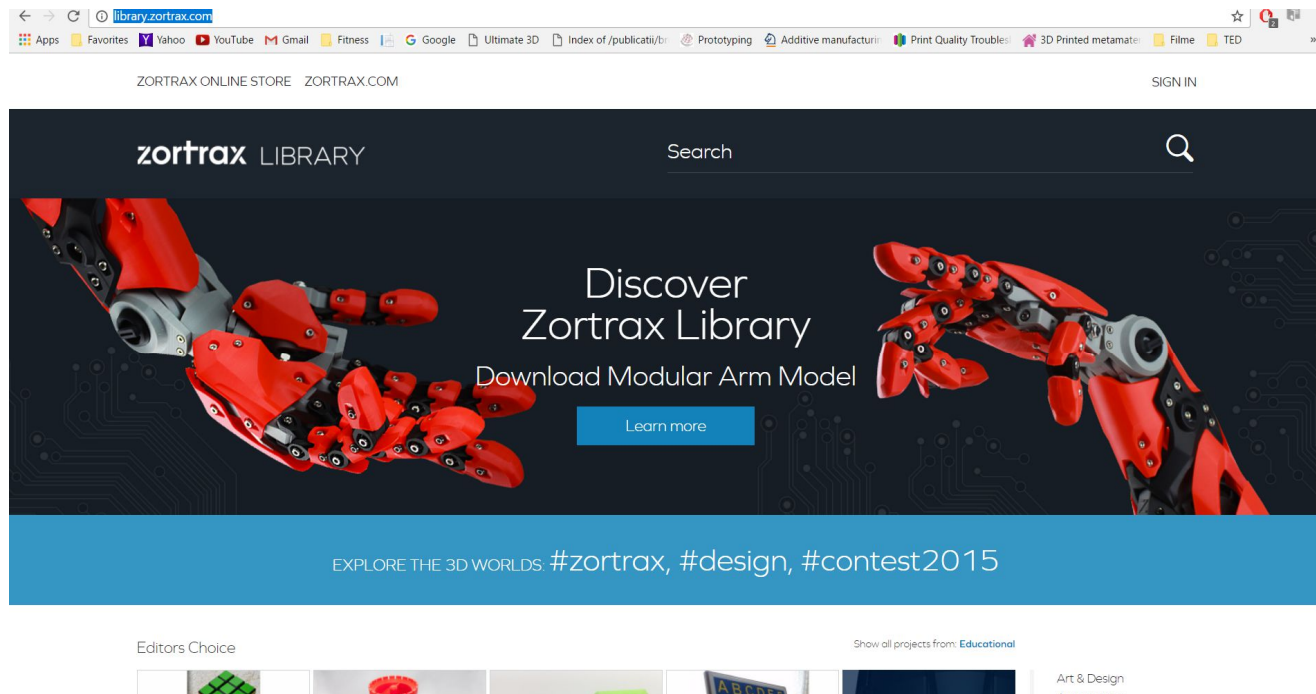 library.zortrax.com
Apps Favorites Yahoo YouTube Gmail Fitness Google Ultimate 3D Index of /publicatii/br Prototyping Additive manufacturin Print Quality Troubles 3D Printed metamate Filme TED »
ZORTRAX ONLINE STORE ZORTRAX.COM SIGN IN
zortrax LIBRARY Search
Discover
Zortrax Library
Download Modular Arm Model
Learn more
EXPLORE THE 3D WORLDS: #zortrax, #design, #contest2015
Editors Choice Show all projects from: Educational
Art & Design
ABCDEF